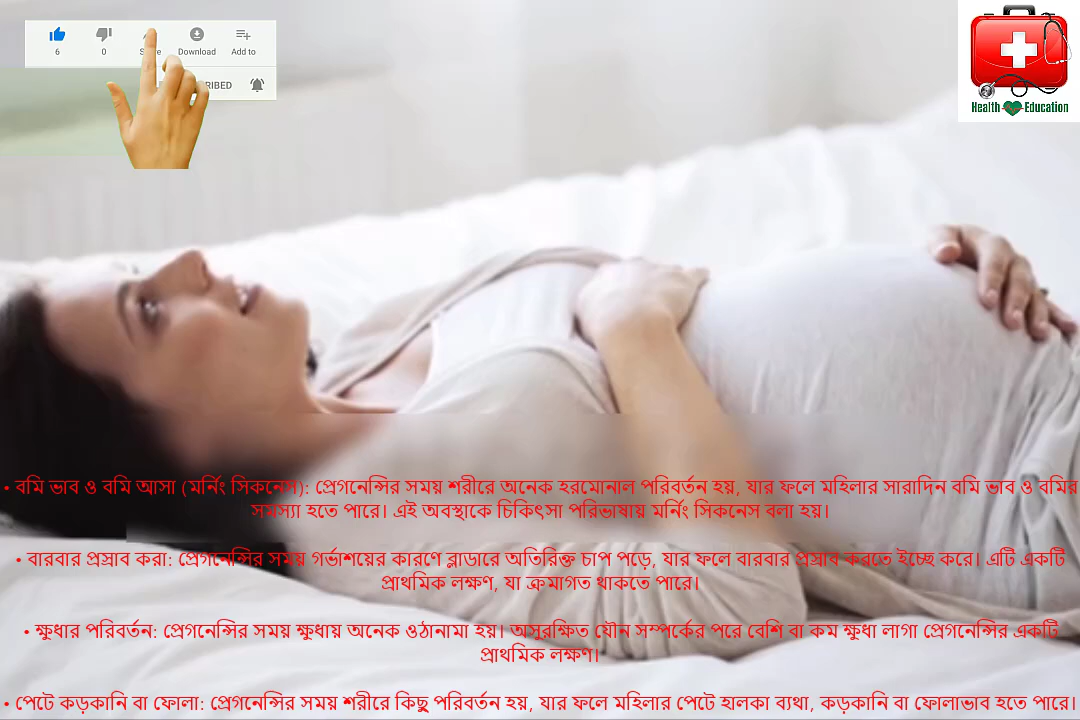 6 0 Download Add to
Health Education
• বমি ভাব ও বমি আসা (মর্নিং সিকনেস): প্রেগনেন্সির সময় শরীরে অনেক হরমোনাল পরিবর্তন হয়, যার ফলে মহিলার সারাদিন বমি ভাব ও বমির
সমস্যা হতে পারে। এই অবস্থাকে চিকিৎসা পরিভাষায় মর্নিং সিকনেস বলা হয়।
• বারবার প্রস্রাব করা: প্রেগনেন্সির সময় গর্ভাশয়ের কারণে ব্লাডারে অতিরিক্ত চাপ পড়ে, যার ফলে বারবার প্রস্রাব করতে ইচ্ছে করে। এটি একটি
প্রাথমিক লক্ষণ, যা ক্রমাগত থাকতে পারে।
• ক্ষুধার পরিবর্তন: প্রেগনেন্সির সময় ক্ষুধায় অনেক ওঠানামা হয়। অসুরক্ষিত যৌন সম্পর্কের পরে বেশি বা কম ক্ষুধা লাগা প্রেগনেন্সির একটি
প্রাথমিক লক্ষণ।
• পেটে কড়কানি বা ফোলা: প্রেগনেন্সির সময় শরীরে কিছু পরিবর্তন হয়, যার ফলে মহিলার পেটে হালকা ব্যথা, কড়কানি বা ফোলাভাব হতে পারে।